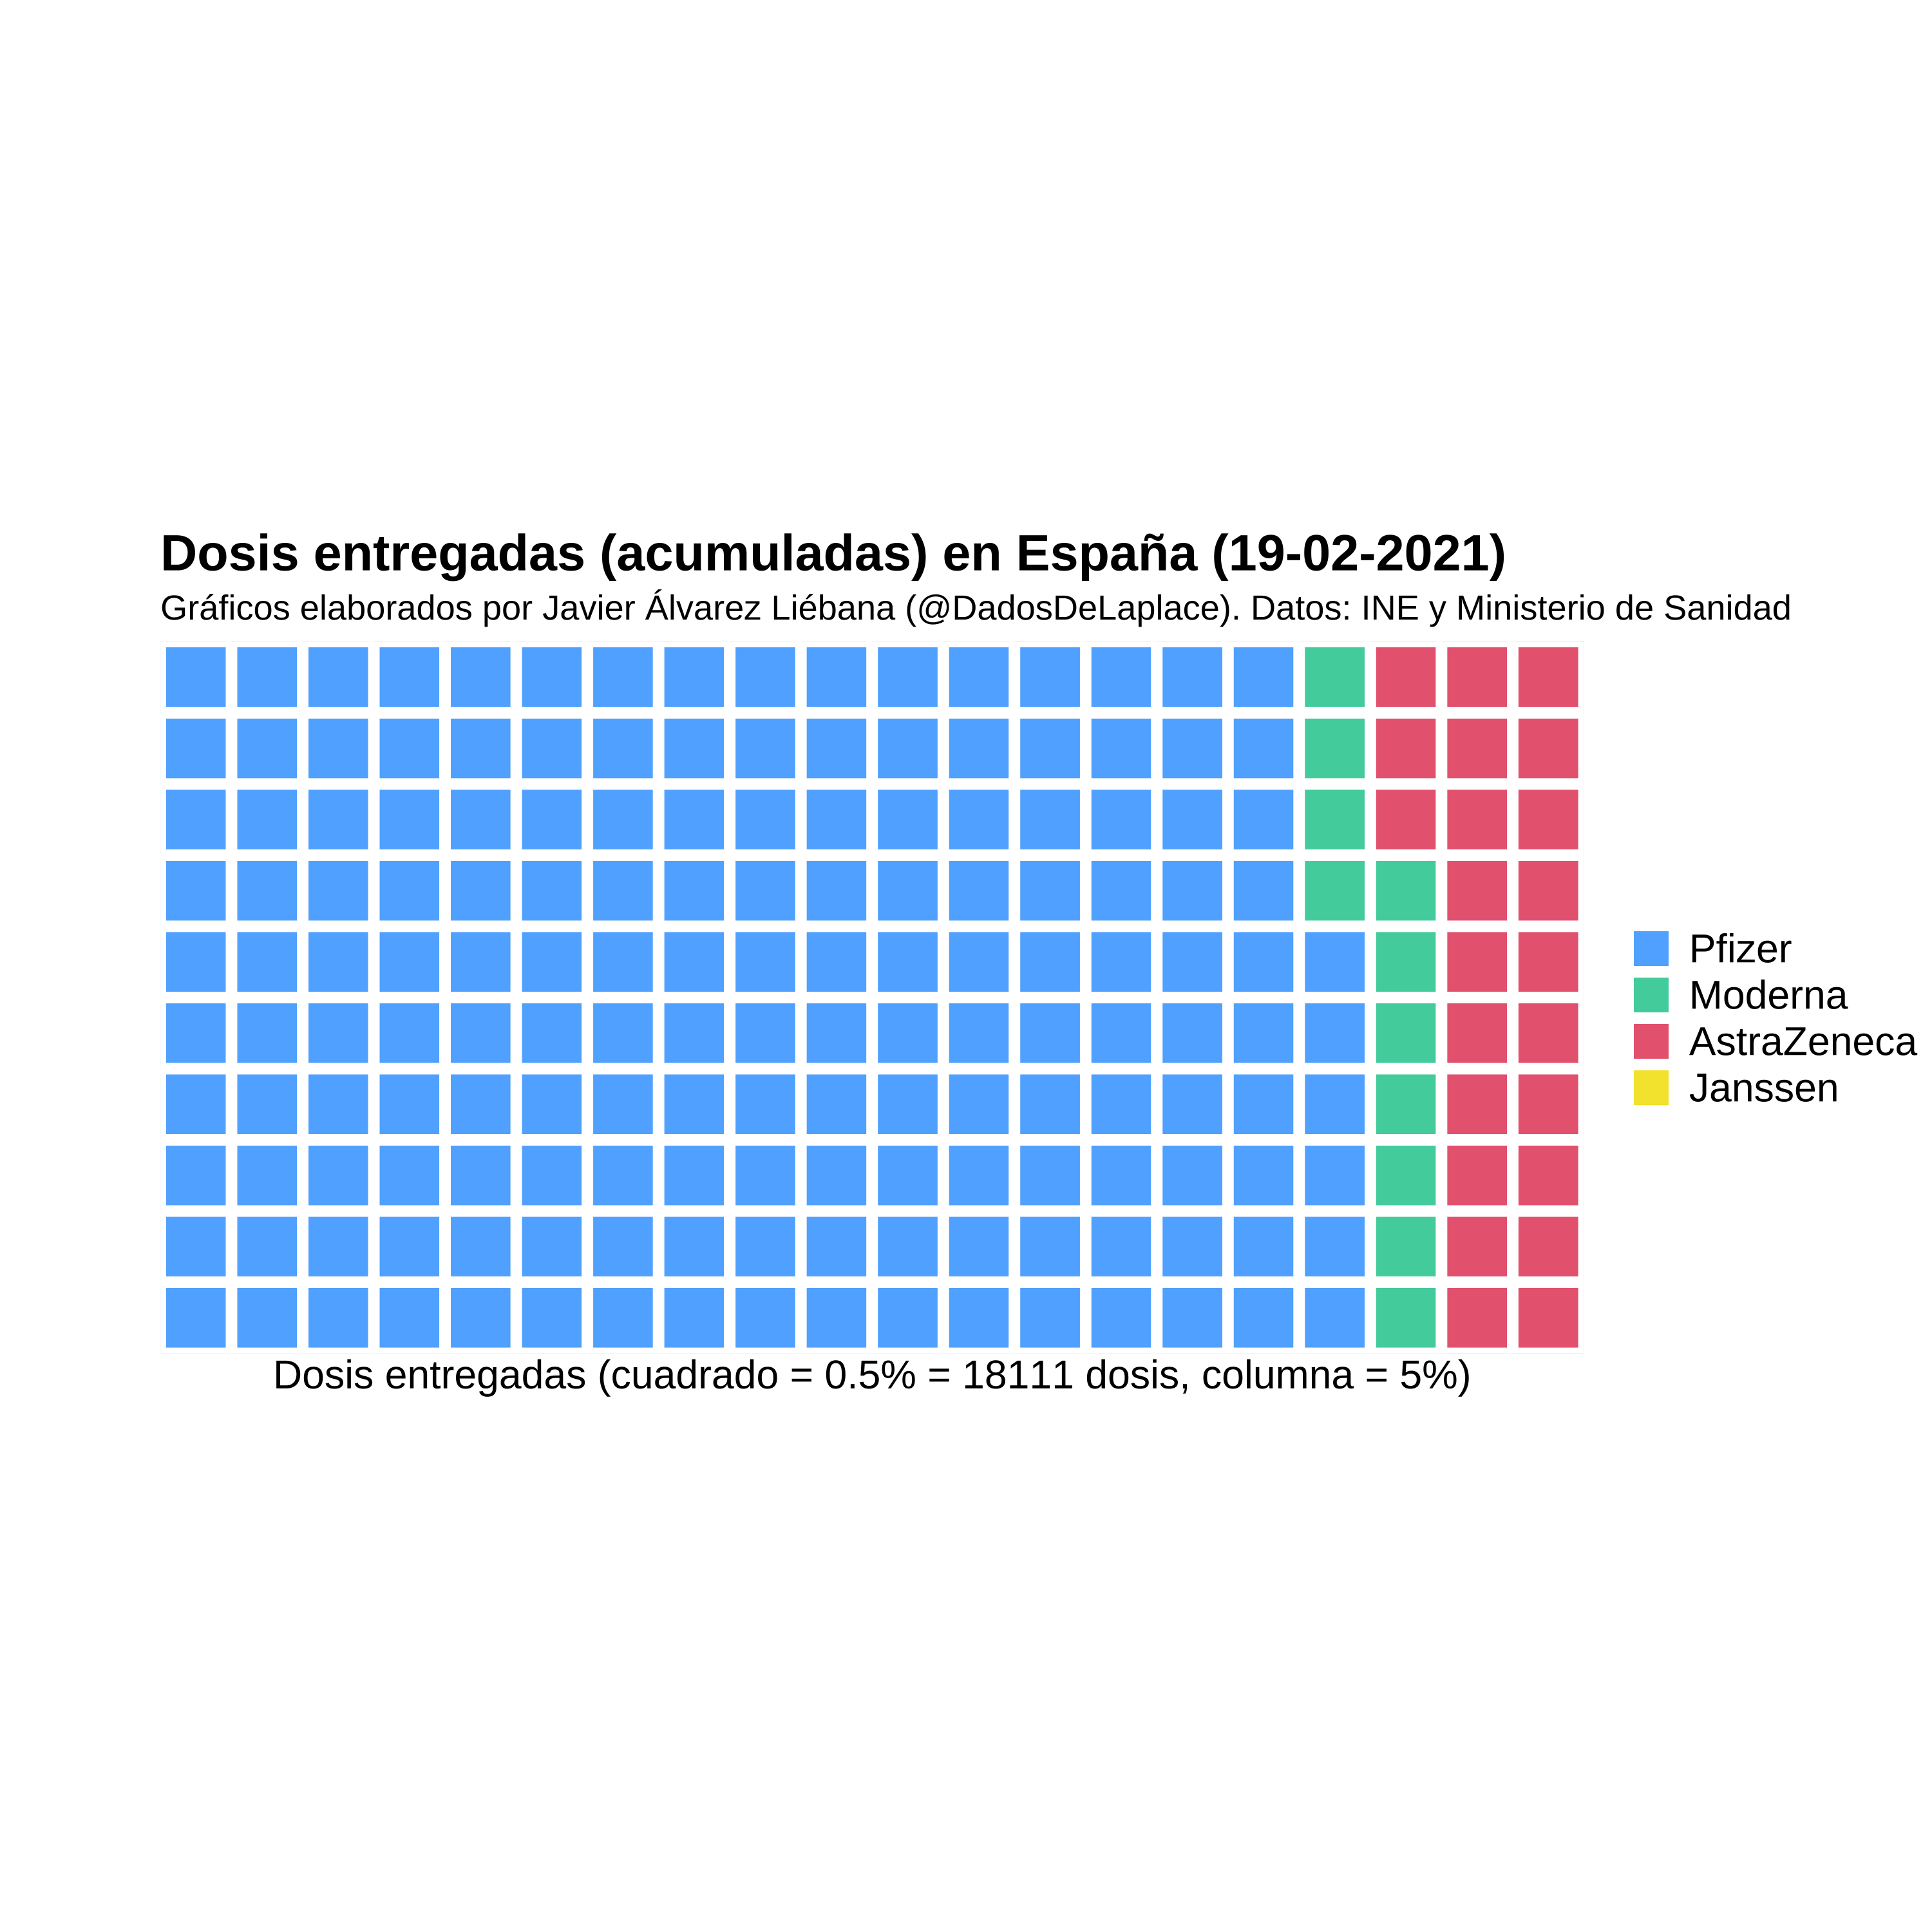 Dosis entregadas (acumuladas) en España (19-02-2021)
Gráficos elaborados por Javier Álvarez Liébana (@DadosDeLaplace). Datos: INE y Ministerio de Sanidad
Pfizer
Moderna
AstraZeneca
Janssen
Dosis entregadas (cuadrado = 0.5% = 18111 dosis, columna = 5%)